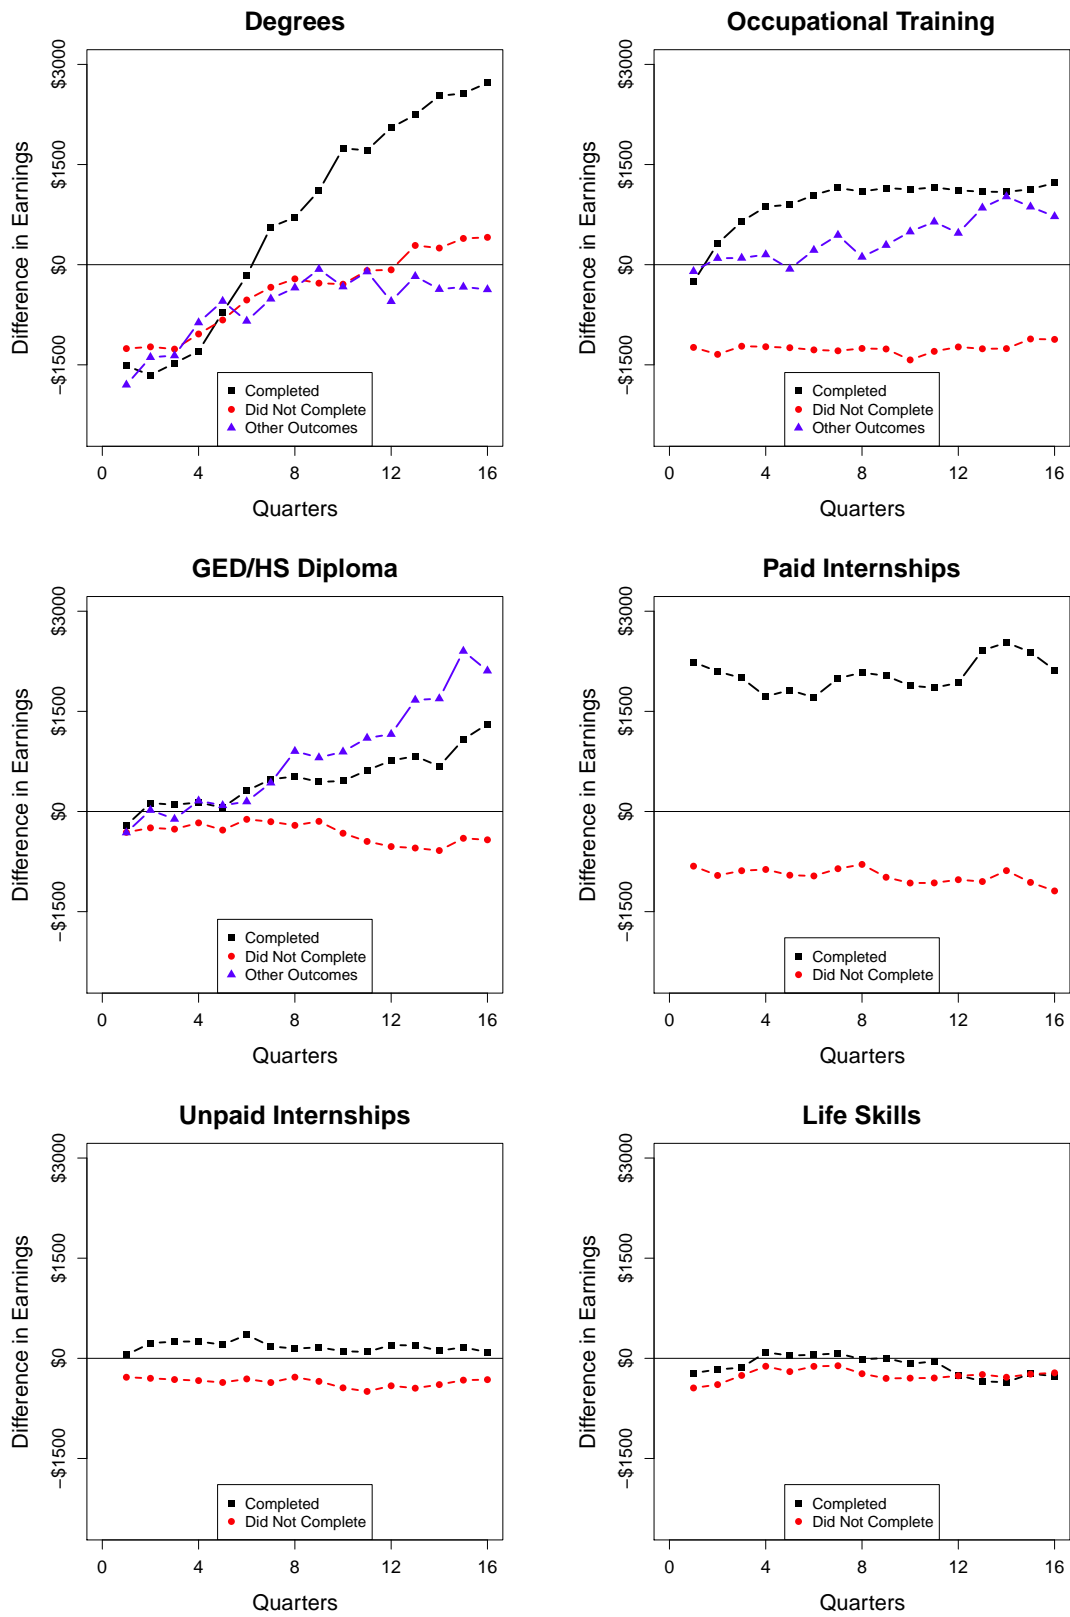 Degrees
Difference in Earnings
$3000
$1500
$0
−$1500
Completed
Did Not Complete
Other Outcomes
0 4 8 12 16
Quarters
Occupational Training
Difference in Earnings
$3000
$1500
$0
−$1500
Completed
Did Not Complete
Other Outcomes
0 4 8 12 16
Quarters
GED/HS Diploma
Difference in Earnings
$3000
$1500
$0
−$1500
Completed
Did Not Complete
Other Outcomes
0 4 8 12 16
Quarters
Paid Internships
Difference in Earnings
$3000
$1500
$0
−$1500
Completed
Did Not Complete
0 4 8 12 16
Quarters
Unpaid Internships
Difference in Earnings
$3000
$1500
$0
−$1500
Completed
Did Not Complete
0 4 8 12 16
Quarters
Life Skills
Difference in Earnings
$3000
$1500
$0
−$1500
Completed
Did Not Complete
0 4 8 12 16
Quarters